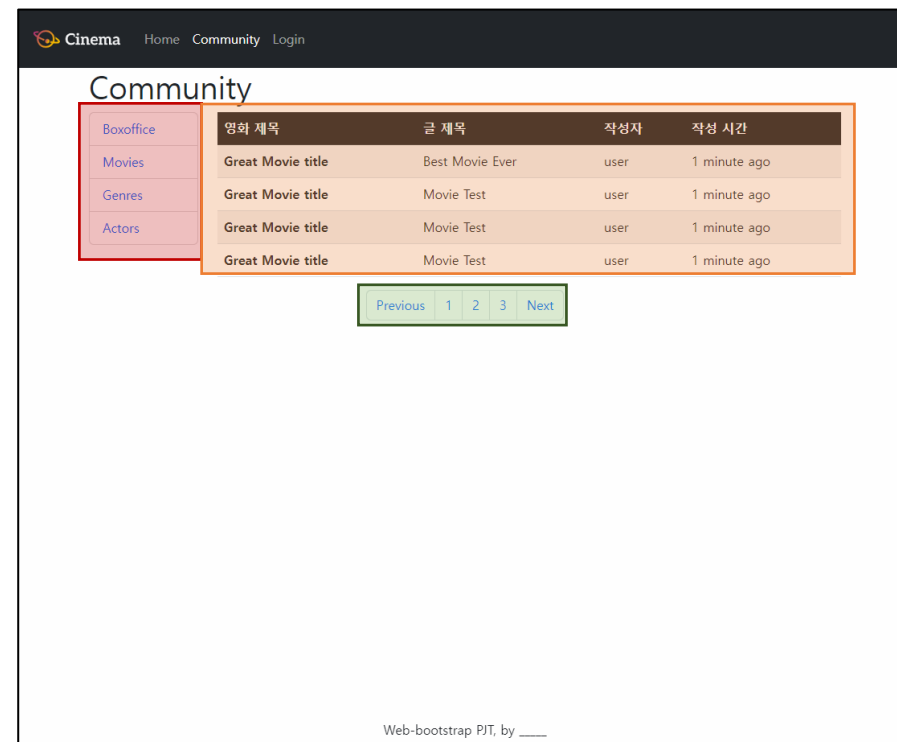 Cinema Home Community Login
Community
Boxoffice
Movies
Genres
Actors
영화 제목 글 제목 작성자 작성 시간
Great Movie title Best Movie Ever user 1 minute ago
Great Movie title Movie Test user 1 minute ago
Great Movie title Movie Test user 1 minute ago
Great Movie title Movie Test user 1 minute ago
Previous 1 2 3 Next
Web-bootstrap PJT, by _____